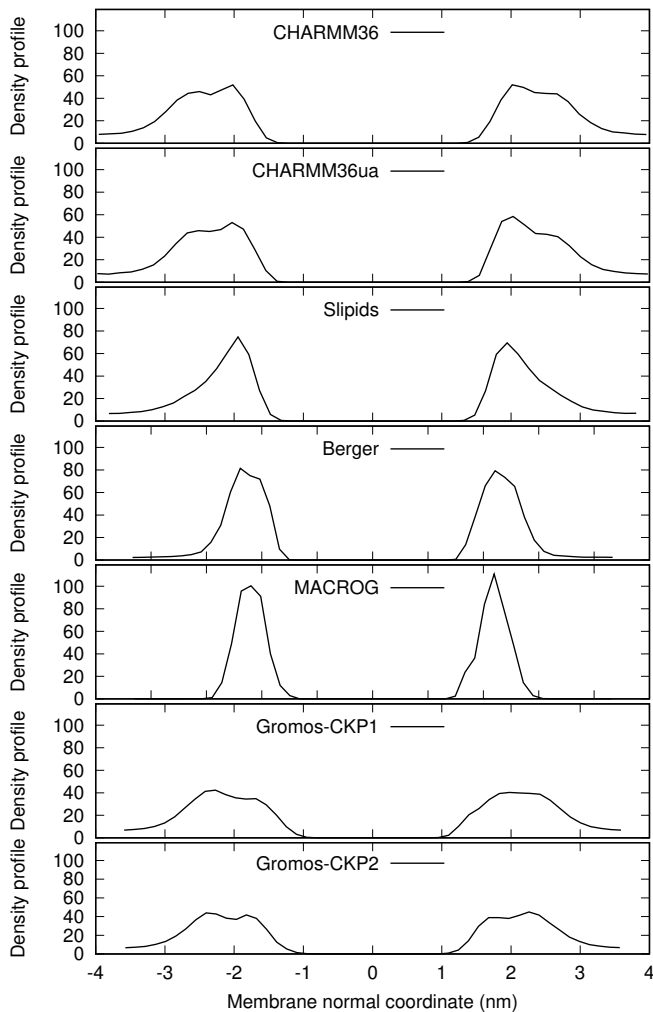 Density profile
120
100
80
60
40
20
0
CHARMM36
Density profile
100
80
60
40
20
0
CHARMM36ua
Density profile
100
80
60
40
20
0
Slipids
Density profile
100
80
60
40
20
0
Berger
Density profile
100
80
60
40
20
0
MACROG
Density profile
100
80
60
40
20
0
Gromos-CKP1
Density profile
100
80
60
40
20
0
Gromos-CKP2
-4 -3 -2 -1 0 1 2 3 4
Membrane normal coordinate (nm)